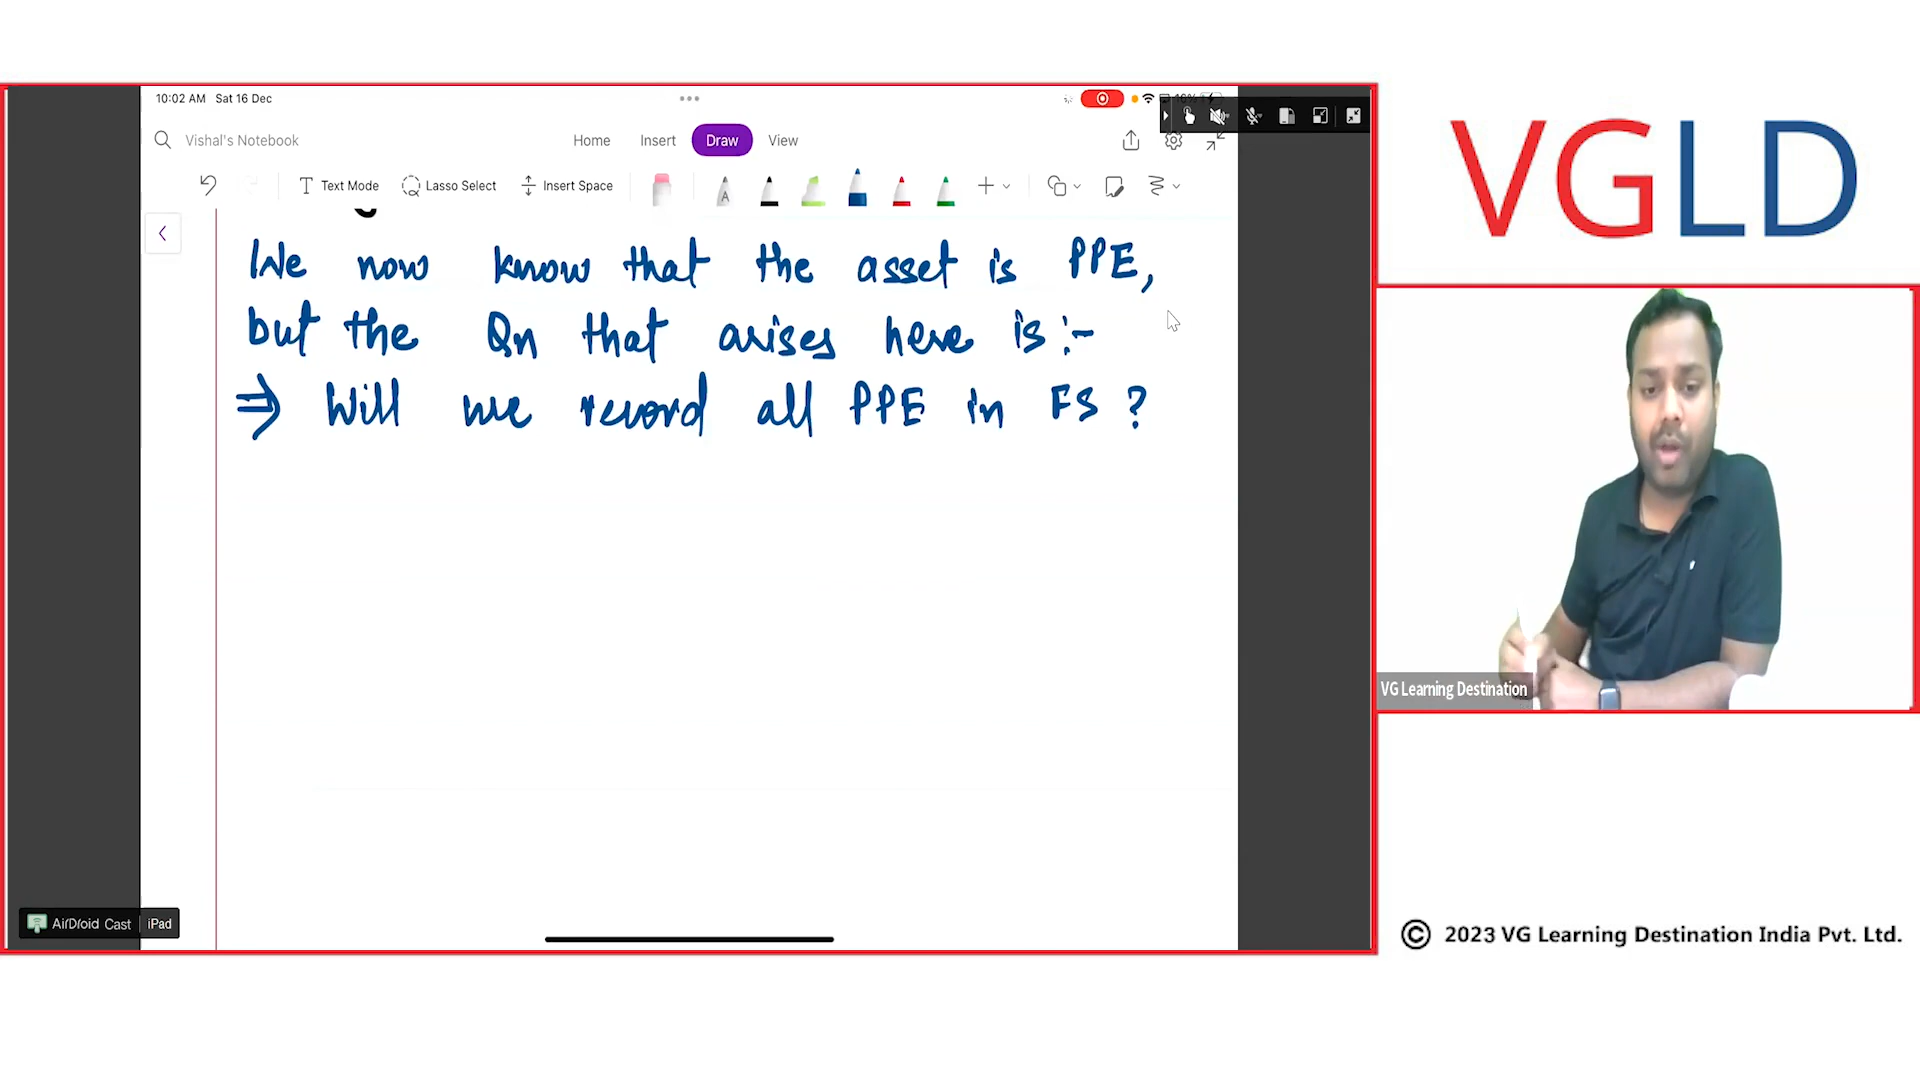 10:02 AM Sat 16 Dec
Vishal's Notebook
Home Insert Draw View
Text Mode Lasso Select Insert Space
We now know that the asset is PPE,
but the Qn that arises here is :-
⇒ Will we record all PPE in FS ?
AirDroid Cast iPad
VGLD
VG Learning Destination
© 2023 VG Learning Destination India Pvt. Ltd.